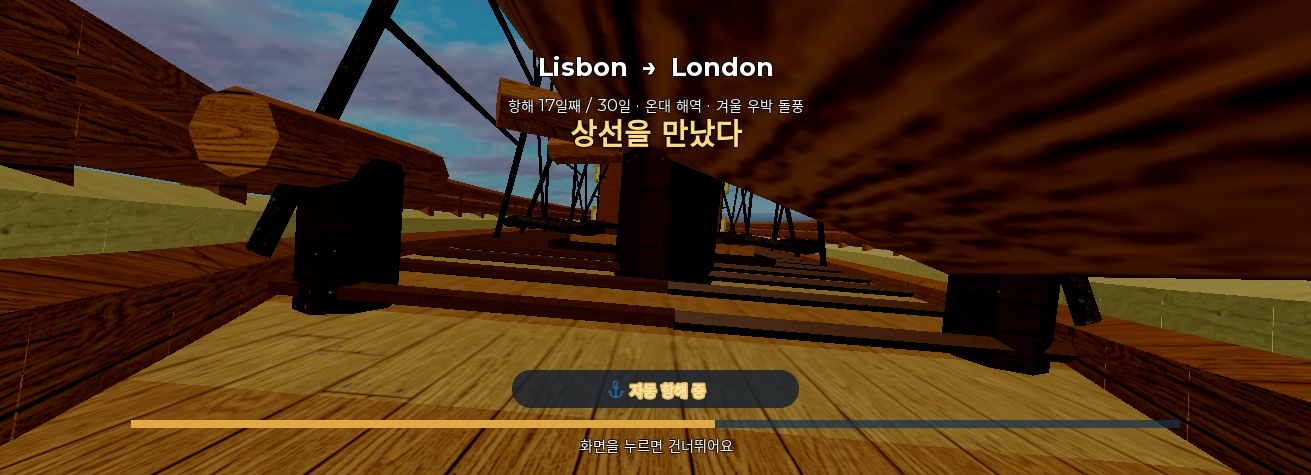 Lisbon → London
항해 17일째 / 30일 · 온대 해역 · 겨울 우박 돌풍
상선을 만났다
⚓ 자동 항해 중
화면을 누르면 건너뛰어요